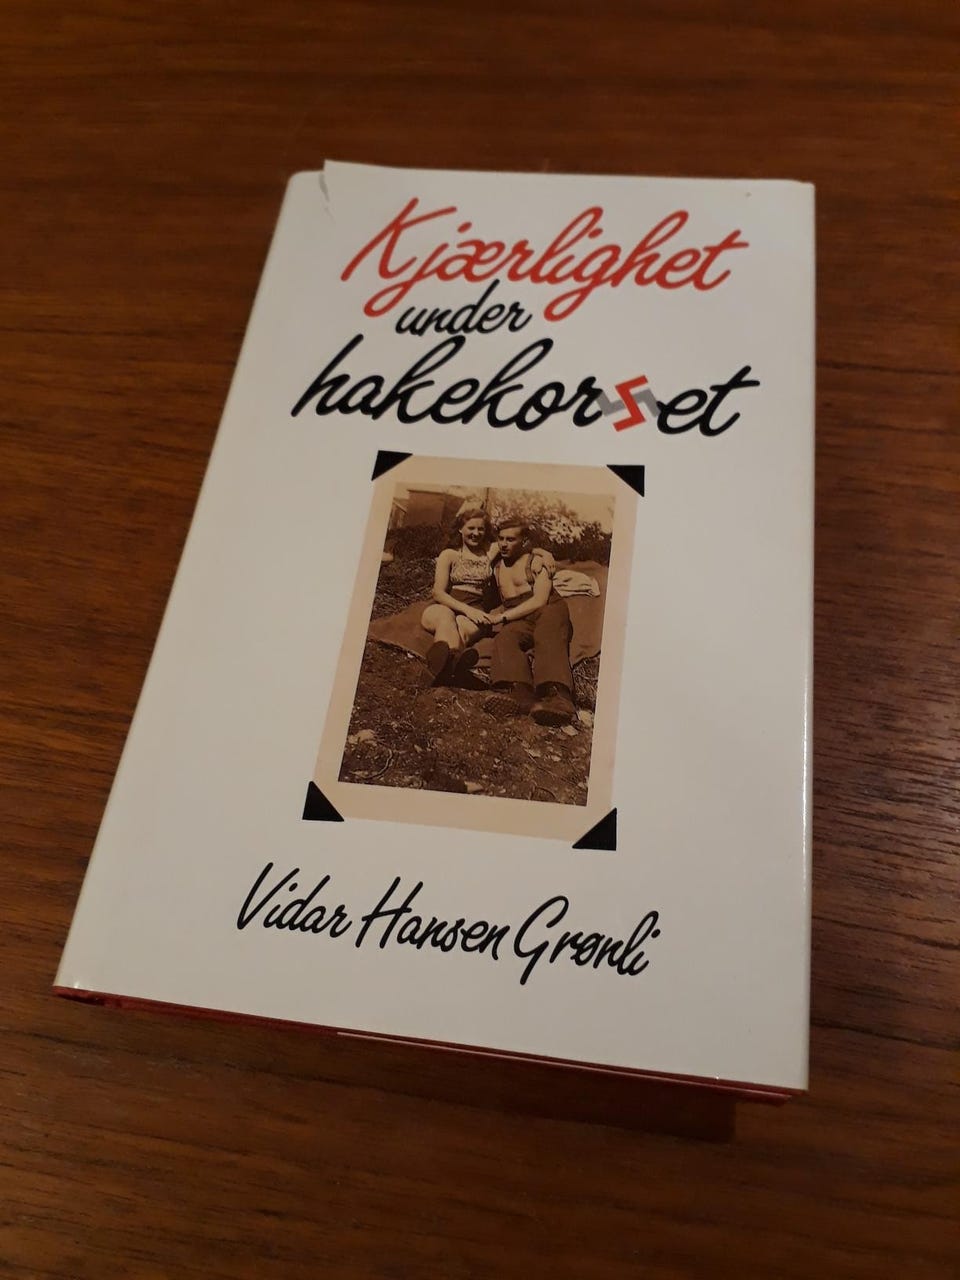 Kjærlighet
under
hakekorset
Vidar Hansen Grønli